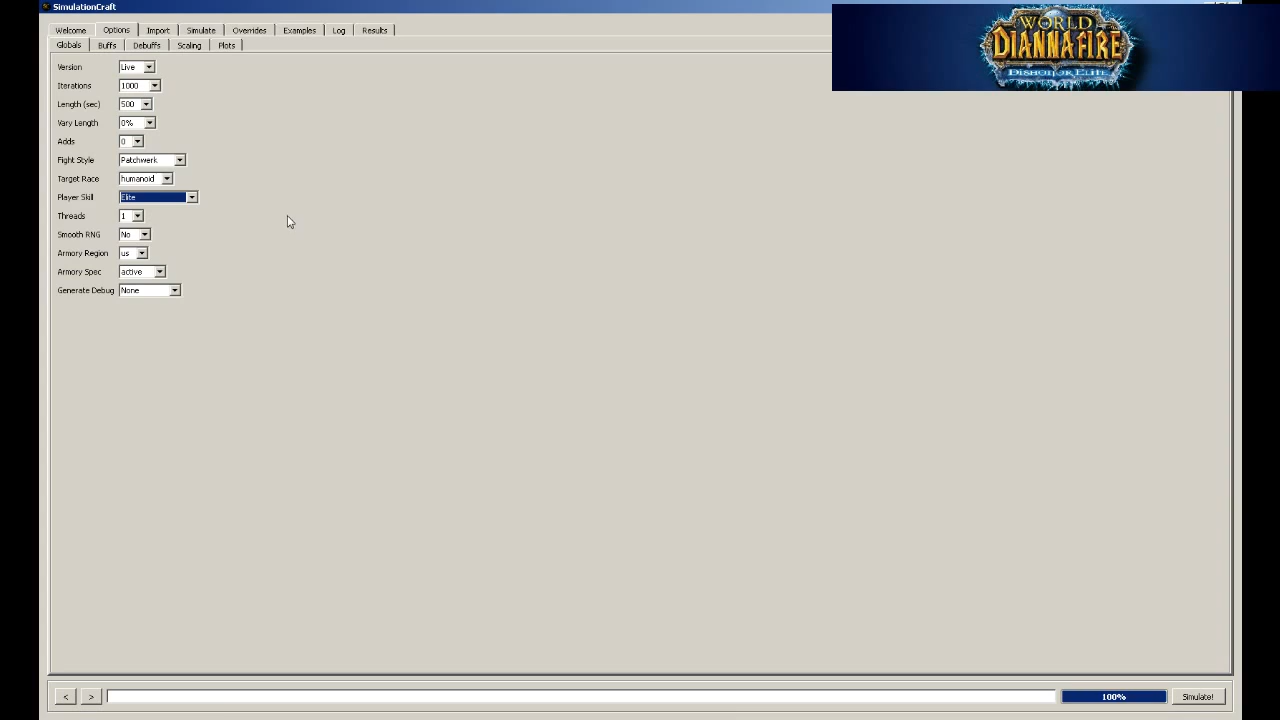 SimulationCraft
Welcome Options Import Simulate Overrides Examples Log Results
Globals Buffs Debuffs Scaling Plots
WORLD
DIANNAFIRE
DISHONOR ELITE
Version Live
Iterations 1000
Length (sec) 500
Vary Length 0%
Adds 0
Fight Style Patchwerk
Target Race humanoid
Player Skill Elite
Threads 1
Smooth RNG No
Armory Region us
Armory Spec active
Generate Debug None
< > 100% Simulate!